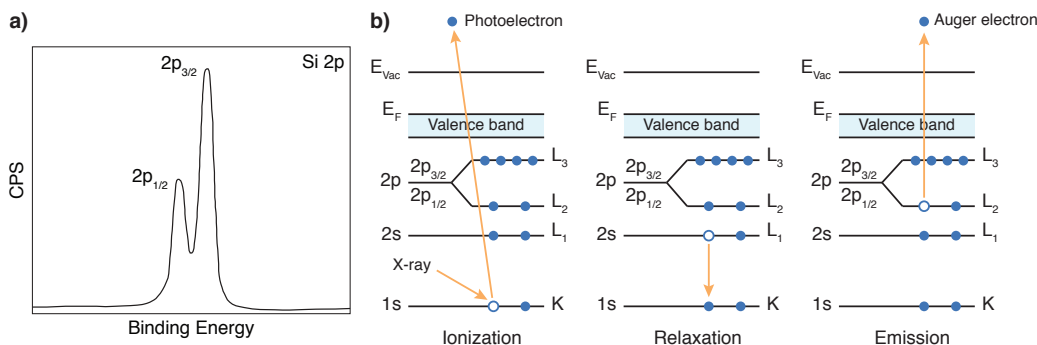 a)
Si 2p
2p3/2
2p1/2
CPS
Binding Energy
b)
Photoelectron
EVac
EF
Valence band
2p3/2
2p
2p1/2
L3
L2
2s
L1
X-ray
1s
K
Ionization
EVac
EF
Valence band
2p3/2
2p
2p1/2
L3
L2
2s
L1
1s
K
Relaxation
Auger electron
EVac
EF
Valence band
2p3/2
2p
2p1/2
L3
L2
2s
L1
1s
K
Emission